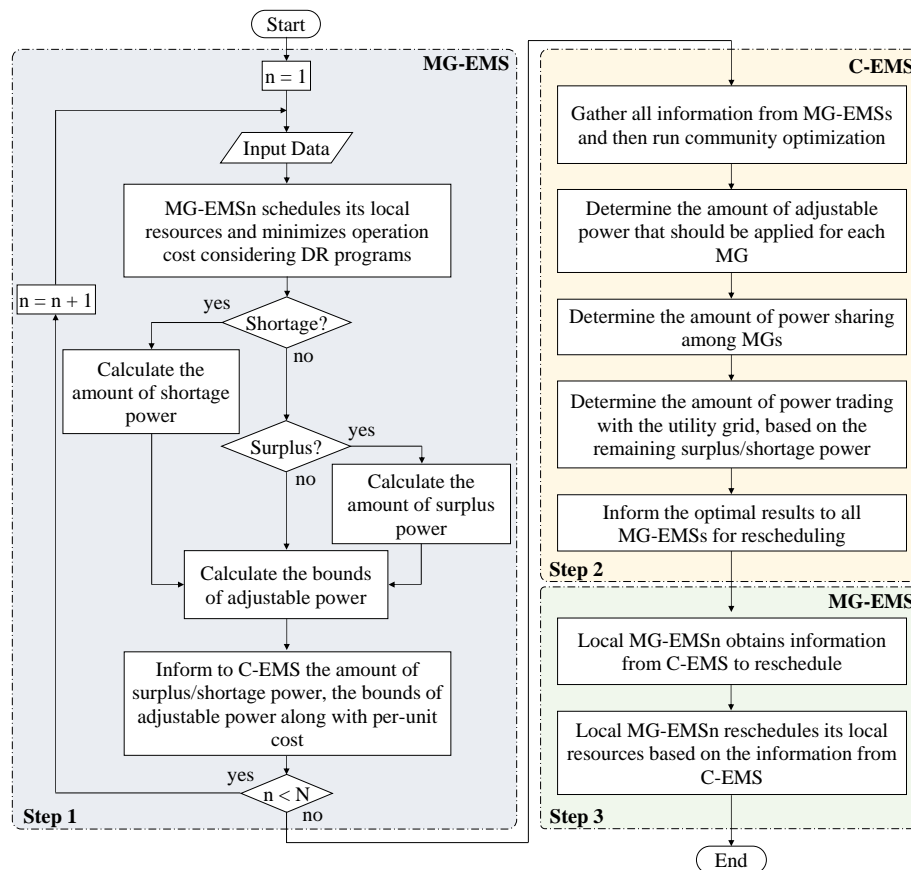 Start
MG-EMS
n = 1
Input Data
MG-EMSn schedules its local
resources and minimizes operation
cost considering DR programs
n = n + 1
yes
Shortage?
no
Calculate the
amount of shortage
power
Surplus?
yes
no
Calculate the
amount of surplus
power
Calculate the bounds
of adjustable power
Inform to C-EMS the amount of
surplus/shortage power, the bounds of
adjustable power along with per-unit
cost
yes
n < N
no
Step 1
C-EMS
Gather all information from MG-EMSs
and then run community optimization
Determine the amount of adjustable
power that should be applied for each
MG
Determine the amount of power sharing
among MGs
Determine the amount of power trading
with the utility grid, based on the
remaining surplus/shortage power
Inform the optimal results to all
MG-EMSs for rescheduling
Step 2
MG-EMS
Local MG-EMSn obtains information
from C-EMS to reschedule
Local MG-EMSn reschedules its local
resources based on the information from
C-EMS
Step 3
End